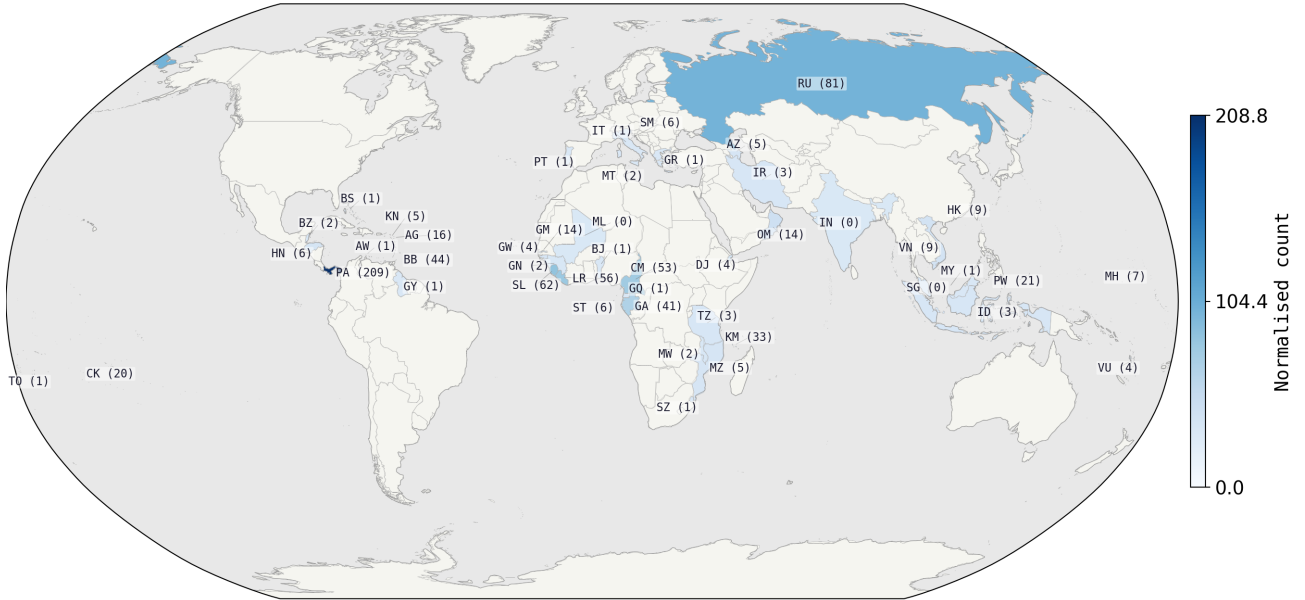 RU (81)
208.8
SM (6)
IT (1)
AZ (5)
PT (1)
GR (1)
MT (2)
IR (3)
BS (1)
KN (5)
HK (9)
BZ (2)
ML (0)
IN (0)
GM (14)
AG (16)
OM (14)
AW (1)
GW (4)
BJ (1)
VN (9)
HN (6)
BB (44)
GN (2)
CM (53)
DJ (4)
PA (209)
MY (1)
MH (7)
LR (56)
PW (21)
GY (1)
SL (62)
GQ (1)
SG (0)
104.4
ST (6)
GA (41)
ID (3)
TZ (3)
KM (33)
MW (2)
MZ (5)
VU (4)
CK (20)
TO (1)
SZ (1)
0.0
Normalised count